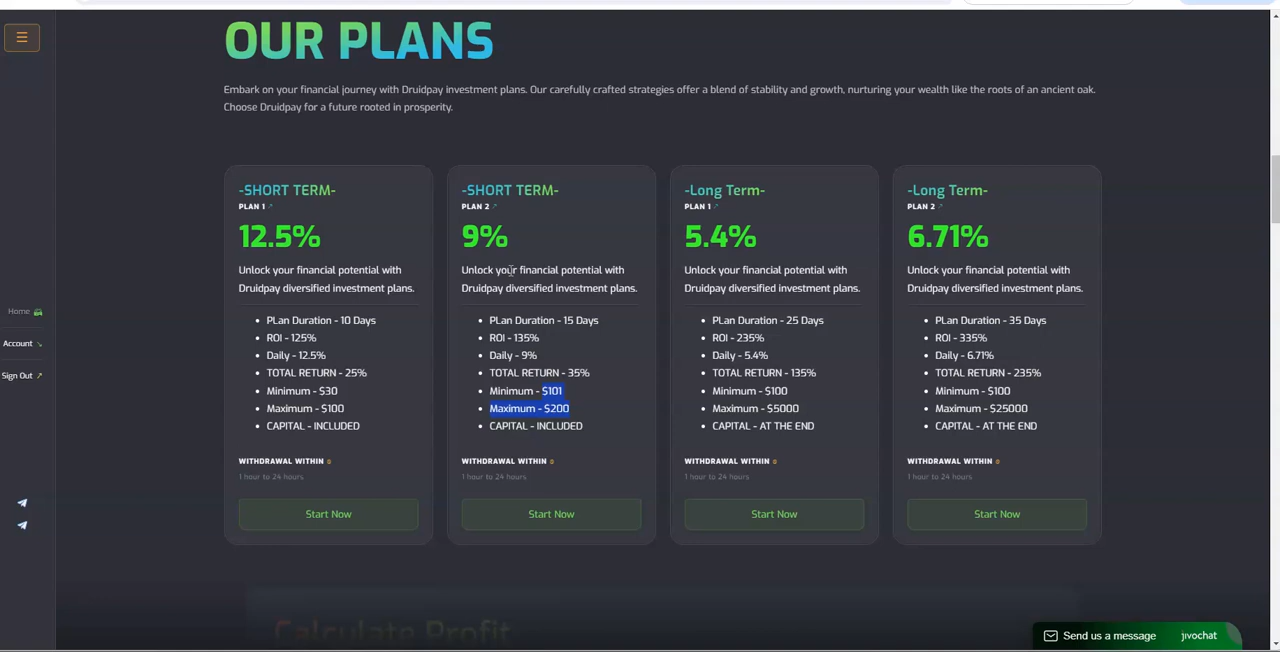 OUR PLANS
Embark on your financial journey with Druidpay investment plans. Our carefully crafted strategies offer a blend of stability and growth, nurturing your wealth like the roots of an ancient oak.
Choose Druidpay for a future rooted in prosperity.
-SHORT TERM-
PLAN 1
12.5%
Unlock your financial potential with
Druidpay diversified investment plans.
PLan Duration - 10 Days
ROI - 125%
Daily - 12.5%
TOTAL RETURN - 25%
Minimum - $30
Maximum - $100
CAPITAL - INCLUDED
WITHDRAWAL WITHIN
1 hour to 24 hours
Start Now
-SHORT TERM-
PLAN 2
9%
Unlock your financial potential with
Druidpay diversified investment plans.
PLan Duration - 15 Days
ROI - 135%
Daily - 9%
TOTAL RETURN - 35%
Minimum - $101
Maximum - $200
CAPITAL - INCLUDED
WITHDRAWAL WITHIN
1 hour to 24 hours
Start Now
-Long Term-
PLAN 1
5.4%
Unlock your financial potential with
Druidpay diversified investment plans.
PLan Duration - 25 Days
ROI - 235%
Daily - 5.4%
TOTAL RETURN - 135%
Minimum - $100
Maximum - $5000
CAPITAL - AT THE END
WITHDRAWAL WITHIN
1 hour to 24 hours
Start Now
-Long Term-
PLAN 2
6.71%
Unlock your financial potential with
Druidpay diversified investment plans.
PLan Duration - 35 Days
ROI - 335%
Daily - 6.71%
TOTAL RETURN - 235%
Minimum - $100
Maximum - $25000
CAPITAL - AT THE END
WITHDRAWAL WITHIN
1 hour to 24 hours
Start Now
Home
Account
Sign Out
Calculate Profit
Send us a message jivochat